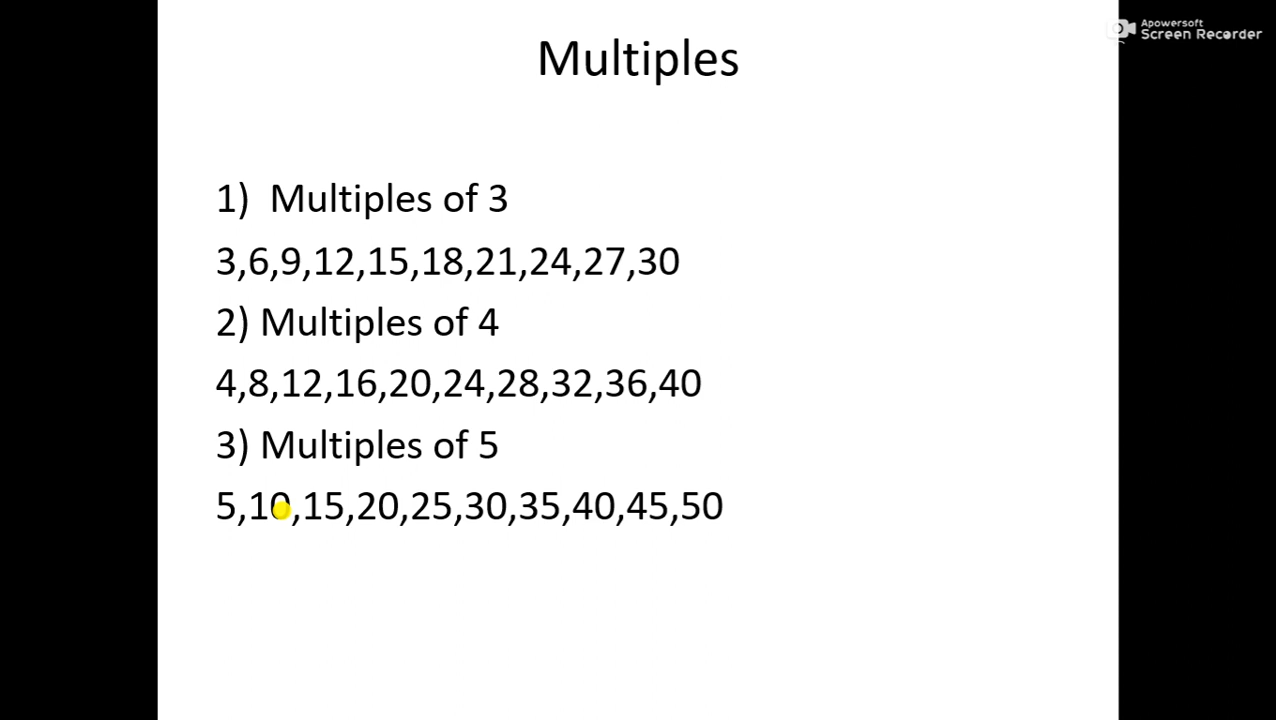 Apowersoft
Screen Recorder
Multiples
1) Multiples of 3
3,6,9,12,15,18,21,24,27,30
2) Multiples of 4
4,8,12,16,20,24,28,32,36,40
3) Multiples of 5
5,10,15,20,25,30,35,40,45,50